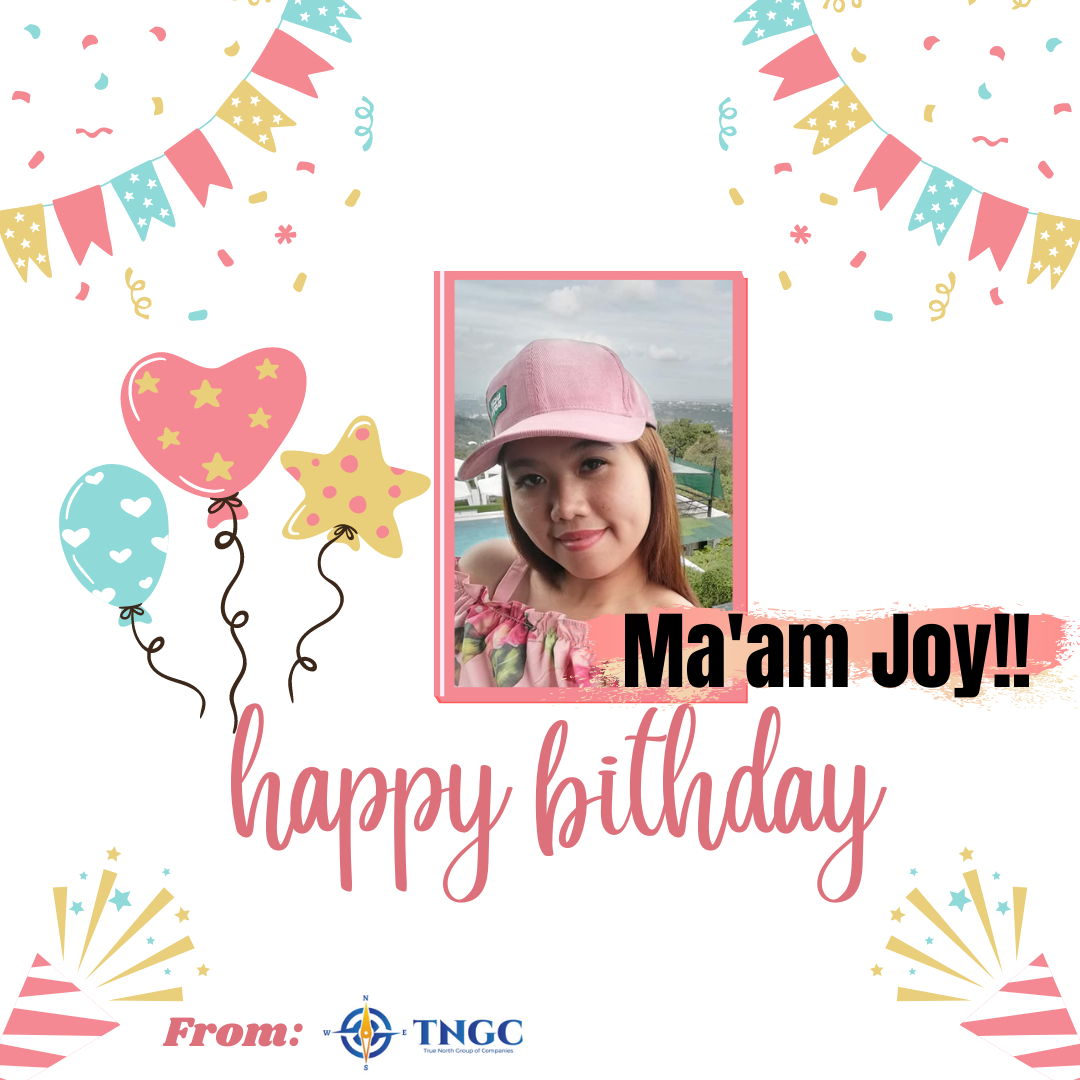 Ma'am Joy!!
happy bithday
From:
N
W E
TNGC
True North Group of Companies
S